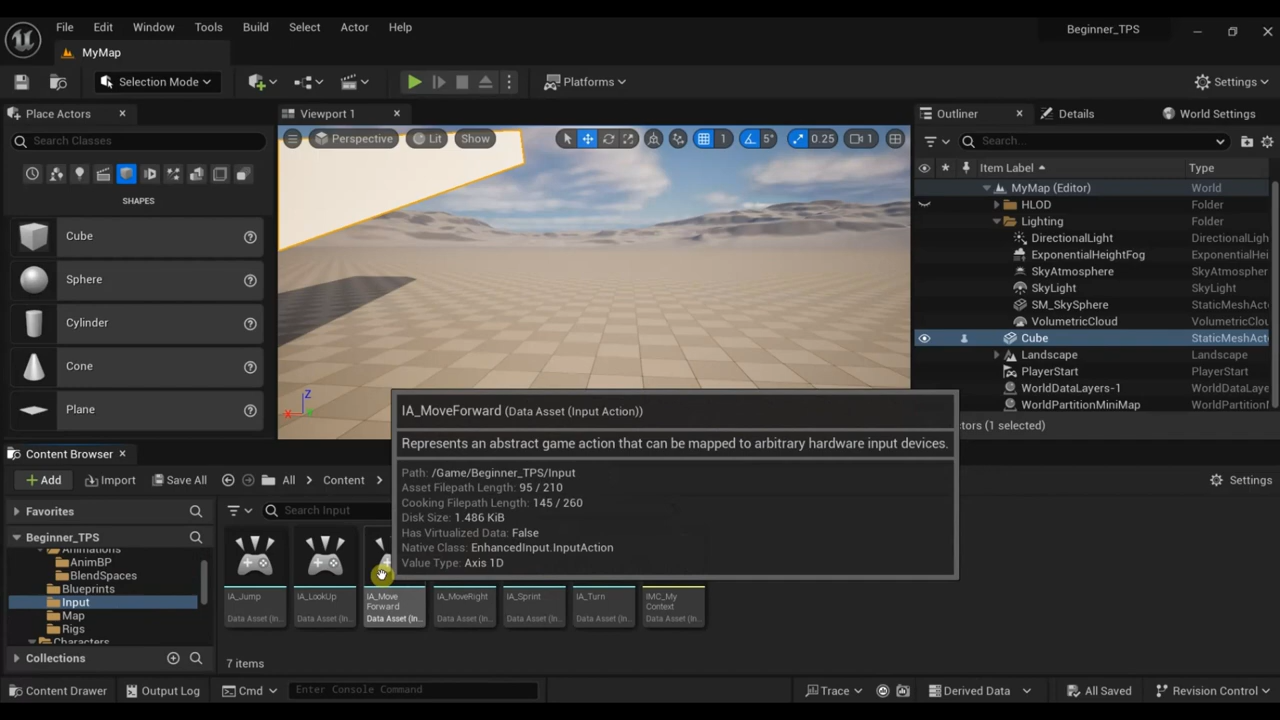 File Edit Window Tools Build Select Actor Help
Beginner_TPS
MyMap
Selection Mode
Platforms
Settings
Place Actors
Viewport 1
Outliner
Details
World Settings
Search Classes
Perspective
Lit
Show
1
5°
0.25
1
Search...
Item Label
Type
SHAPES
MyMap (Editor) World
HLOD Folder
Lighting Folder
DirectionalLight DirectionalLigh
ExponentialHeightFog ExponentialHei
SkyAtmosphere SkyAtmospher
SkyLight SkyLight
SM_SkySphere StaticMeshAct
VolumetricCloud VolumetricClou
Cube StaticMeshAct
Landscape Landscape
PlayerStart PlayerStart
WorldDataLayers-1 WorldDataLaye
WorldPartitionMiniMap WorldPartition
ctors (1 selected)
Cube
Sphere
Cylinder
Cone
Plane
Z
X
IA_MoveForward (Data Asset (Input Action))
Represents an abstract game action that can be mapped to arbitrary hardware input devices.
Path: /Game/Beginner_TPS/Input
Asset Filepath Length: 95 / 210
Cooking Filepath Length: 145 / 260
Disk Size: 1.486 KiB
Has Virtualized Data: False
Native Class: EnhancedInput.InputAction
Value Type: Axis 1D
Content Browser
Add
Import
Save All
All
Content
Settings
Favorites
Search Input
Beginner_TPS
Animations
AnimBP
BlendSpaces
Blueprints
Input
Map
Rigs
Characters
Collections
IA_Jump
Data Asset (In...
IA_LookUp
Data Asset (In...
IA_Move
Forward
Data Asset (In...
IA_MoveRight
Data Asset (In...
IA_Sprint
Data Asset (In...
IA_Turn
Data Asset (In...
IMC_My
Context
Data Asset (In...
7 items
Content Drawer
Output Log
Cmd
Enter Console Command
Trace
Derived Data
All Saved
Revision Control